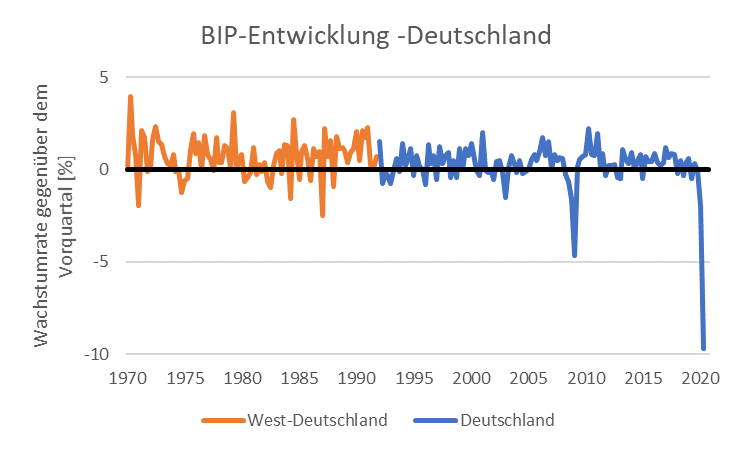 BIP-Entwicklung -Deutschland
Wachstumrate gegenüber dem
Vorquartal [%]
5
0
-5
-10
1970 1975 1980 1985 1990 1995 2000 2005 2010 2015 2020
West-Deutschland Deutschland